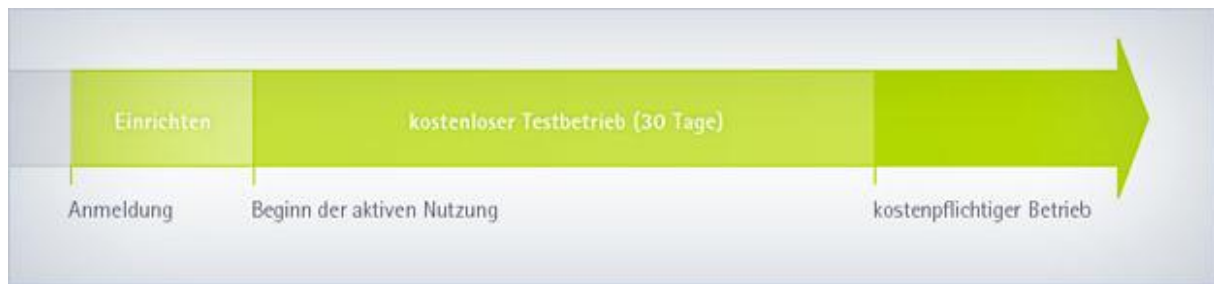 Einrichten
kostenloser Testbetrieb (30 Tage)
Anmeldung
Beginn der aktiven Nutzung
kostenpflichtiger Betrieb